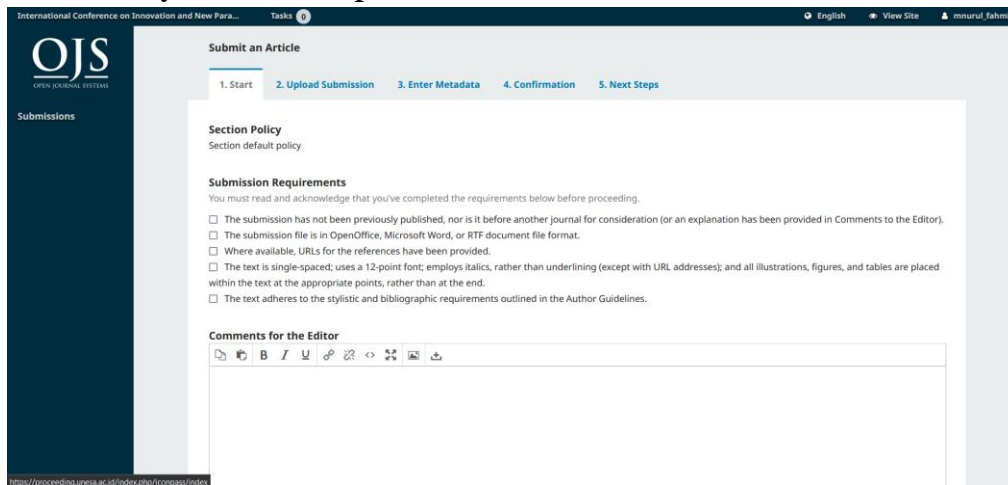 International Conference on Innovation and New Para...
Tasks 0
English
View Site
mnurul_fahmi
OJS
OPEN JOURNAL SYSTEMS
Submissions
Submit an Article
1. Start
2. Upload Submission
3. Enter Metadata
4. Confirmation
5. Next Steps
Section Policy
Section default policy
Submission Requirements
You must read and acknowledge that you've completed the requirements below before proceeding.
The submission has not been previously published, nor is it before another journal for consideration (or an explanation has been provided in Comments to the Editor).
The submission file is in OpenOffice, Microsoft Word, or RTF document file format.
Where available, URLs for the references have been provided.
The text is single-spaced; uses a 12-point font; employs italics, rather than underlining (except with URL addresses); and all illustrations, figures, and tables are placed
within the text at the appropriate points, rather than at the end.
The text adheres to the stylistic and bibliographic requirements outlined in the Author Guidelines.
Comments for the Editor
B I U
https://proceeding.unesa.ac.id/index.php/iconpass/index